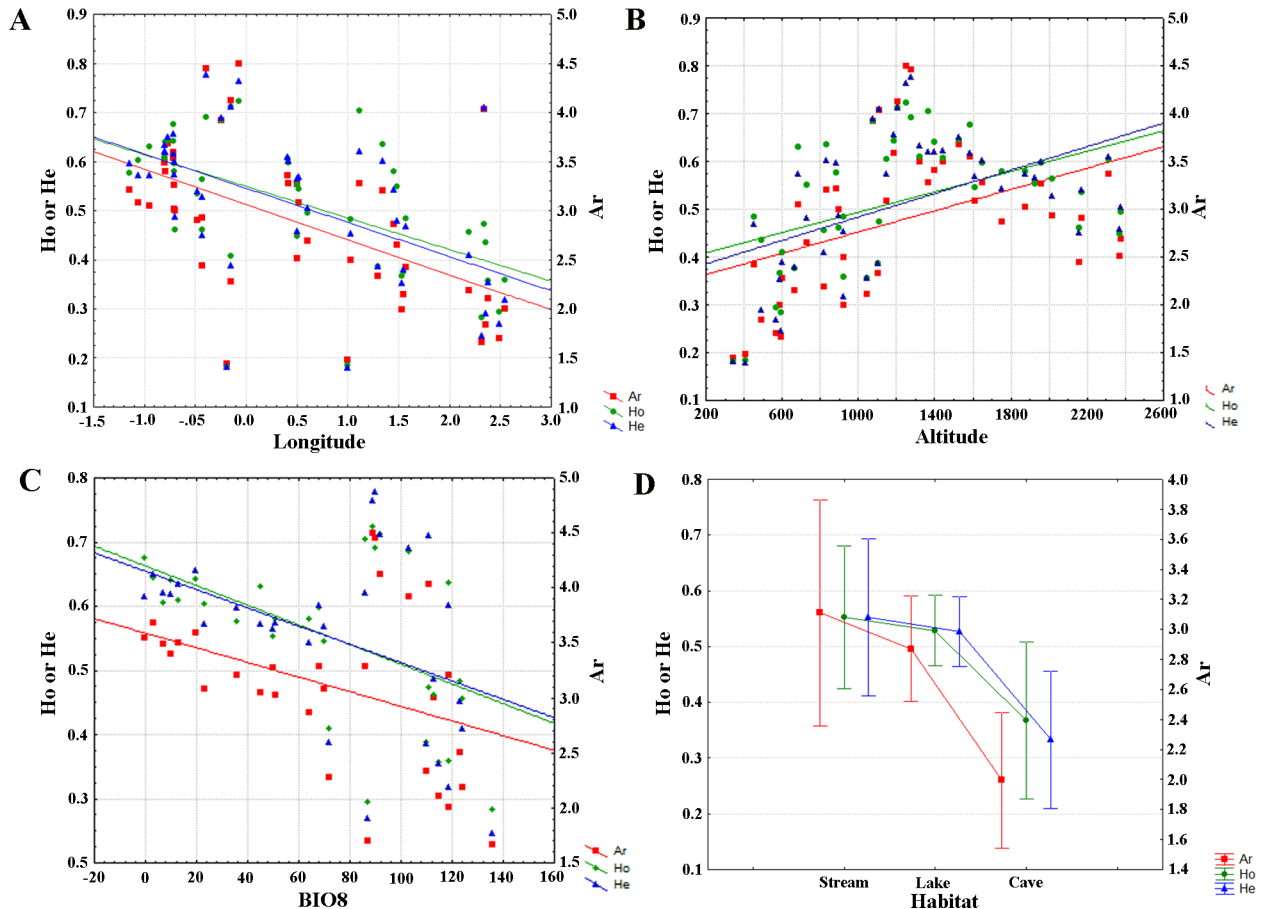 A
0.9
0.8
0.7
0.6
0.5
0.4
0.3
0.2
0.1
Ho or He
5.0
4.5
4.0
3.5
3.0
2.5
2.0
1.5
1.0
Ar
-1.5 -1.0 -.05 0.0 0.5 1.0 1.5 2.0 2.5 3.0
Longitude
Ar
Ho
He
B
0.9
0.8
0.7
0.6
0.5
0.4
0.3
0.2
0.1
Ho or He
5.0
4.5
4.0
3.5
3.0
2.5
2.0
1.5
1.0
Ar
200 600 1000 1400 1800 2200 2600
Altitude
Ar
Ho
He
C
0.8
0.7
0.6
0.5
0.4
0.3
0.5
Ho or He
5.0
4.5
4.0
3.5
3.0
2.5
2.0
1.5
Ar
-20 0 20 40 60 80 100 120 140 160
BIO8
Ar
Ho
He
D
0.8
0.7
0.6
0.5
0.4
0.3
0.2
0.1
Ho or He
4.0
3.8
3.6
3.4
3.2
3.0
2.8
2.6
2.4
2.2
2.0
1.8
1.6
1.4
Ar
Stream Lake Cave
Habitat
Ar
Ho
He